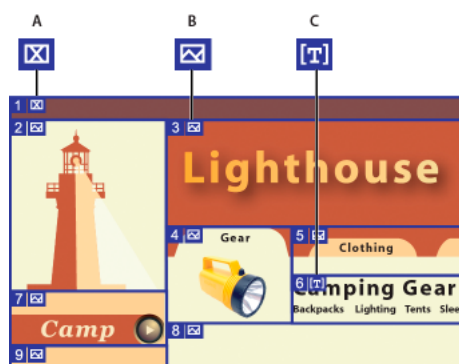 A B C
[T]
1
2 3
Lighthouse
4 Gear 5
Clothing
6 [T]
Camping Gear
Backpacks Lighting Tents
7
Camp
8
9